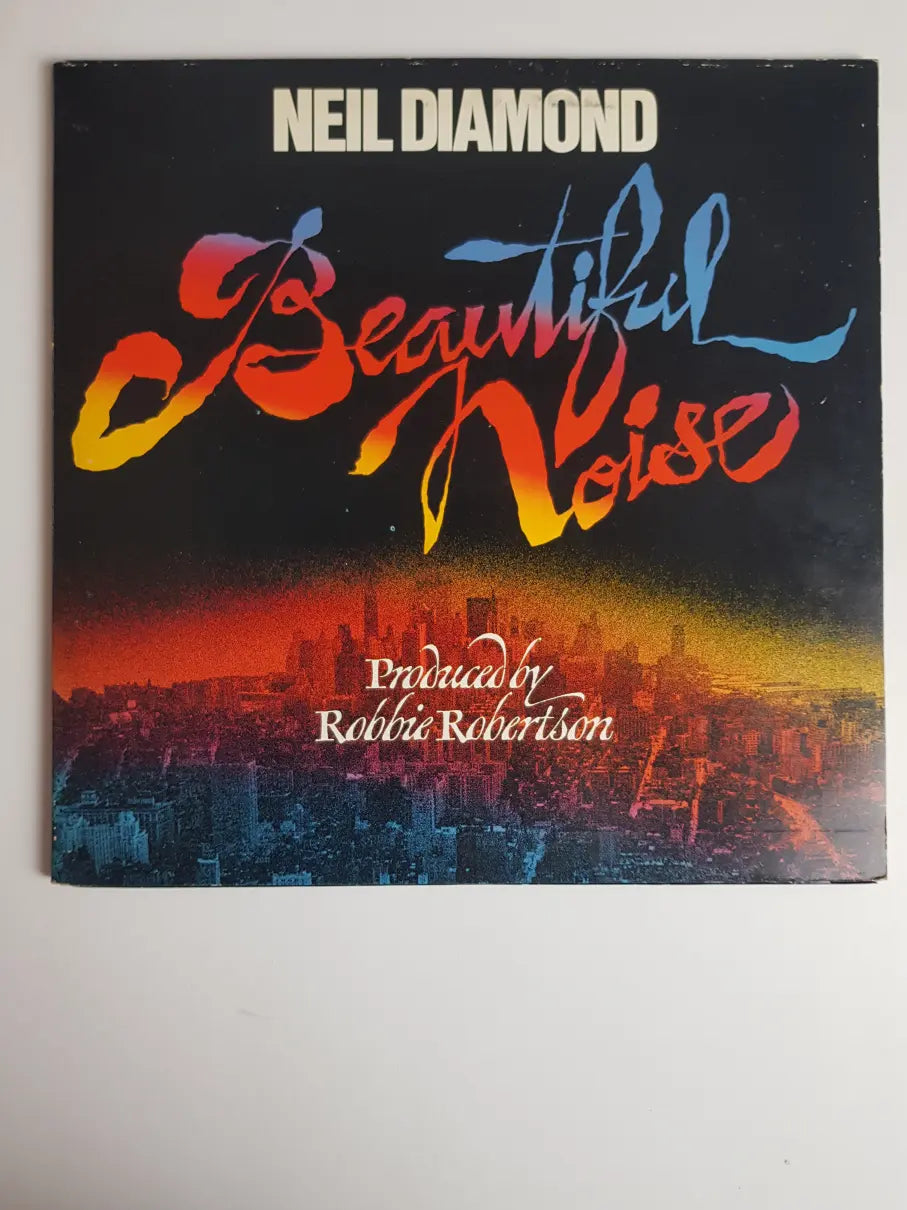 NEIL DIAMOND
Beautiful
Noise
Produced by
Robbie Robertson